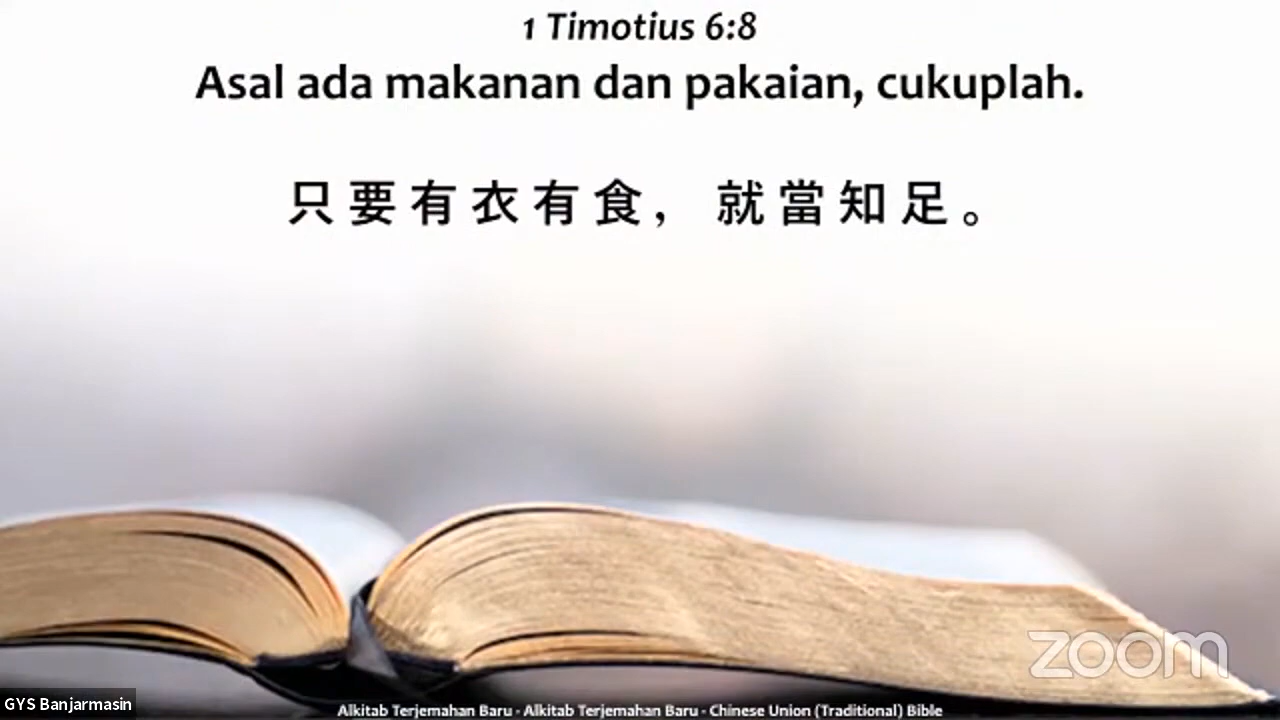 1 Timotius 6:8
Asal ada makanan dan pakaian, cukuplah.
只要有衣有食，就當知足。
zoom
GYS Banjarmasin
Alkitab Terjemahan Baru - Alkitab Terjemahan Baru - Chinese Union (Traditional) Bible